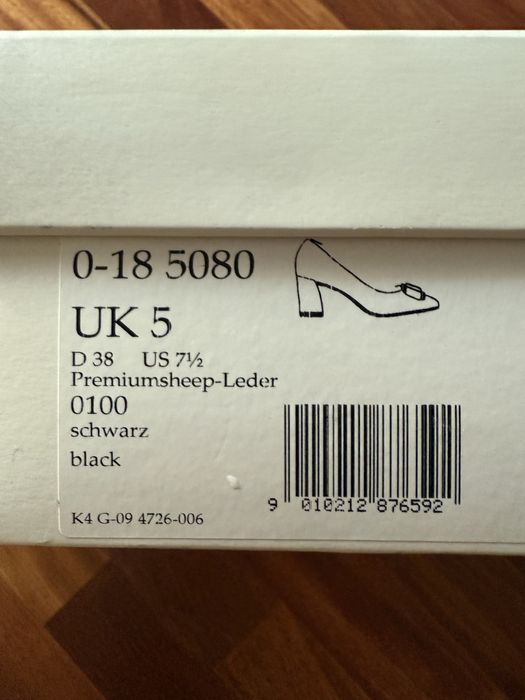 0-18 5080
UK 5
D 38 US 7½
Premiumsheep-Leder
0100
schwarz
black
K4 G-09 4726-006
9 010212 876592